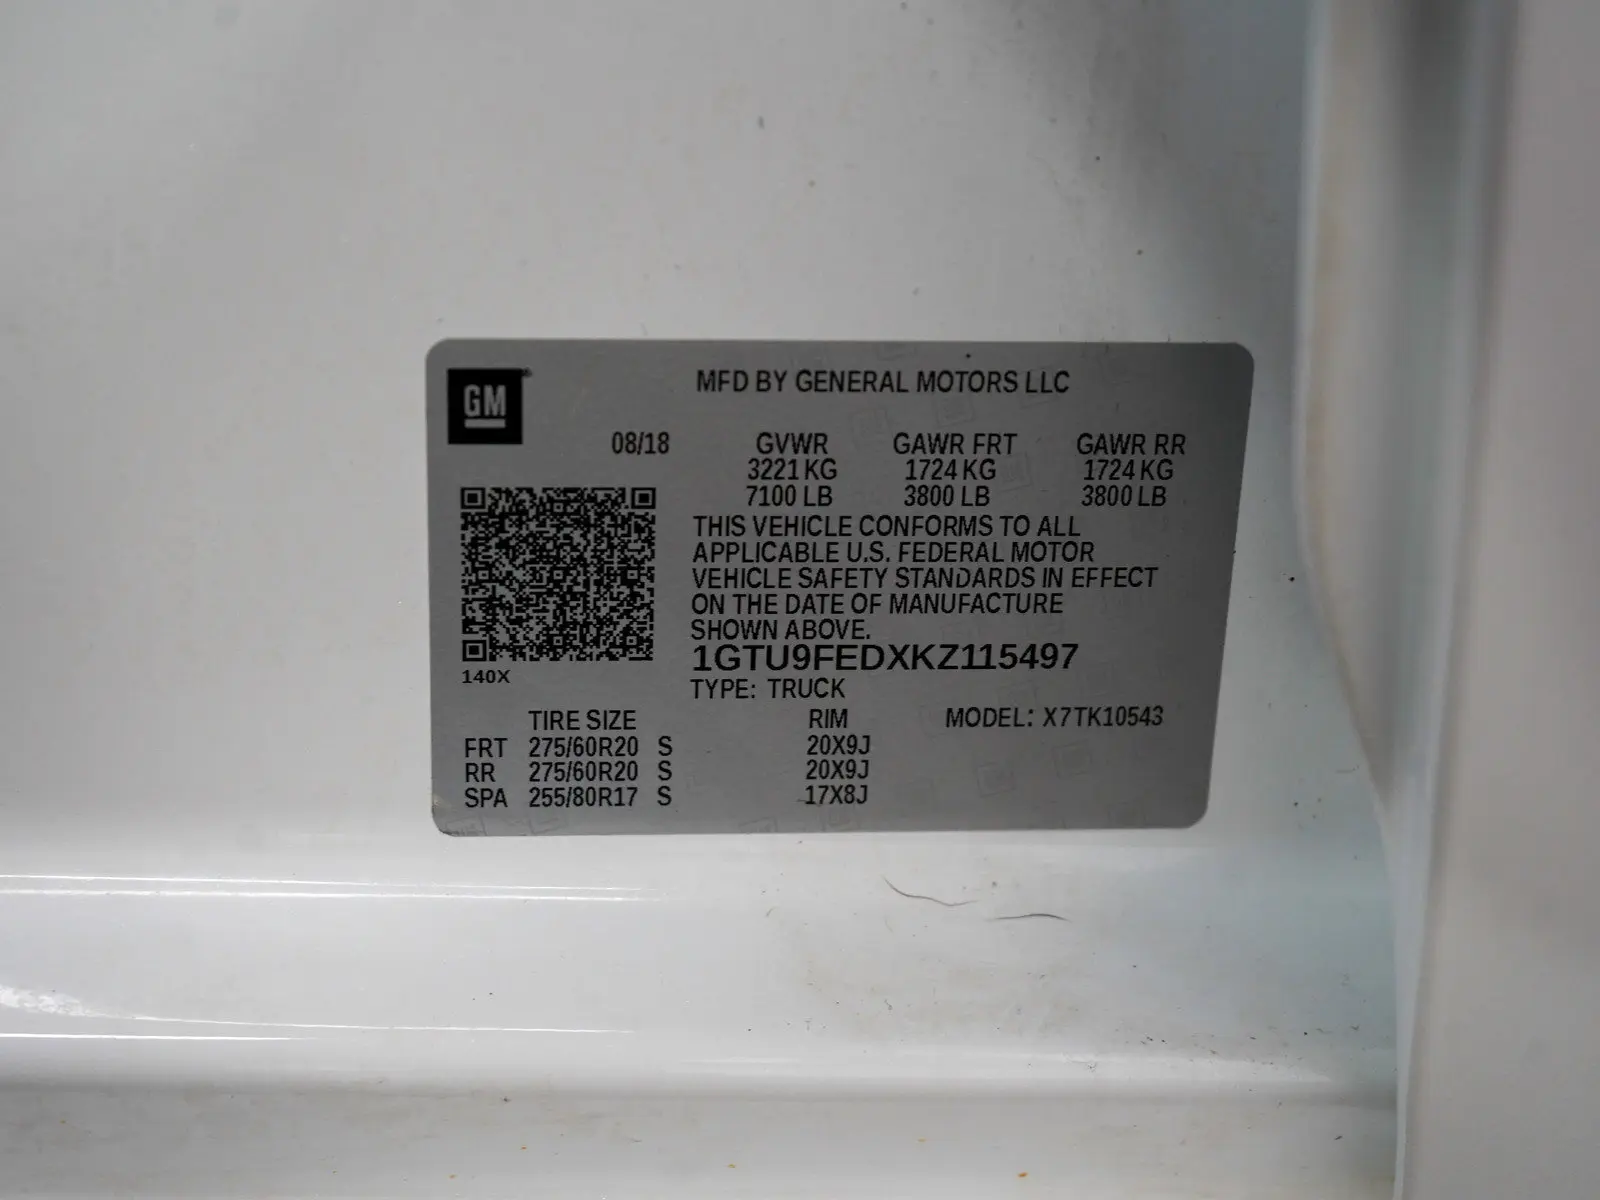 GM
MFD BY GENERAL MOTORS LLC
08/18 GVWR GAWR FRT GAWR RR
3221 KG 1724 KG 1724 KG
7100 LB 3800 LB 3800 LB
THIS VEHICLE CONFORMS TO ALL
APPLICABLE U.S. FEDERAL MOTOR
VEHICLE SAFETY STANDARDS IN EFFECT
ON THE DATE OF MANUFACTURE
SHOWN ABOVE.
1GTU9FEDXKZ115497
140X
TYPE: TRUCK
TIRE SIZE RIM MODEL: X7TK10543
FRT 275/60R20 S 20X9J
RR 275/60R20 S 20X9J
SPA 255/80R17 S 17X8J